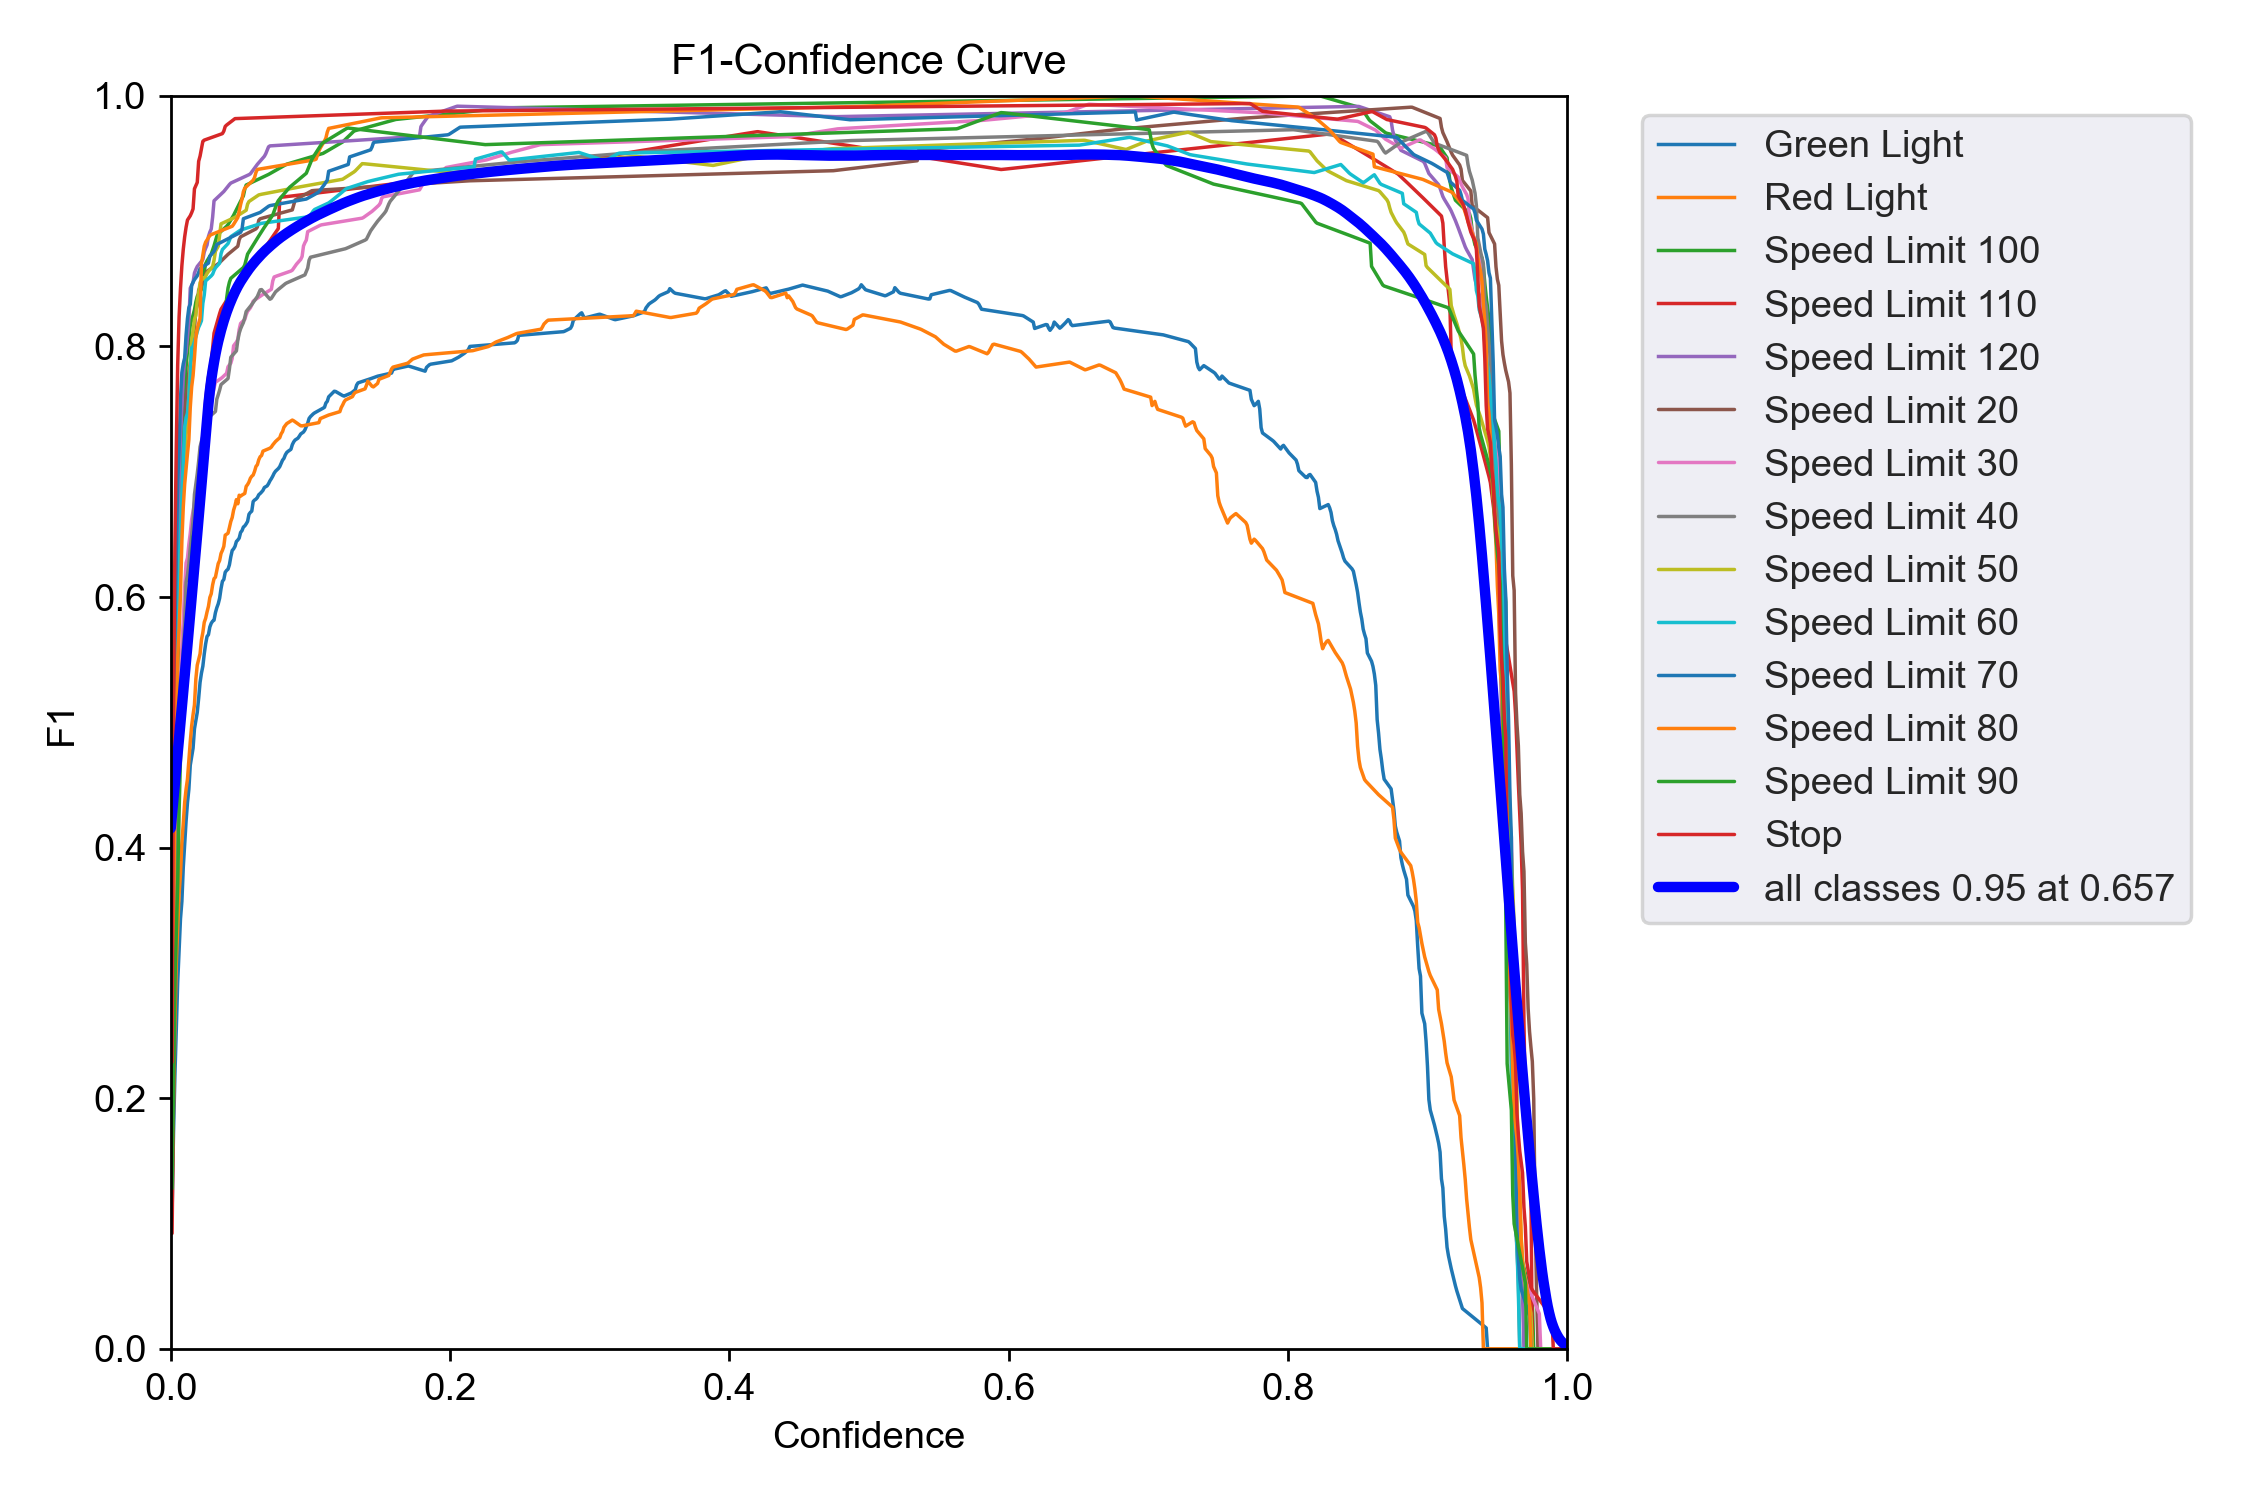 F1-Confidence Curve
1.0
0.8
0.6
0.4
0.2
0.0
F1
0.0 0.2 0.4 0.6 0.8 1.0
Confidence
Green Light
Red Light
Speed Limit 100
Speed Limit 110
Speed Limit 120
Speed Limit 20
Speed Limit 30
Speed Limit 40
Speed Limit 50
Speed Limit 60
Speed Limit 70
Speed Limit 80
Speed Limit 90
Stop
all classes 0.95 at 0.657